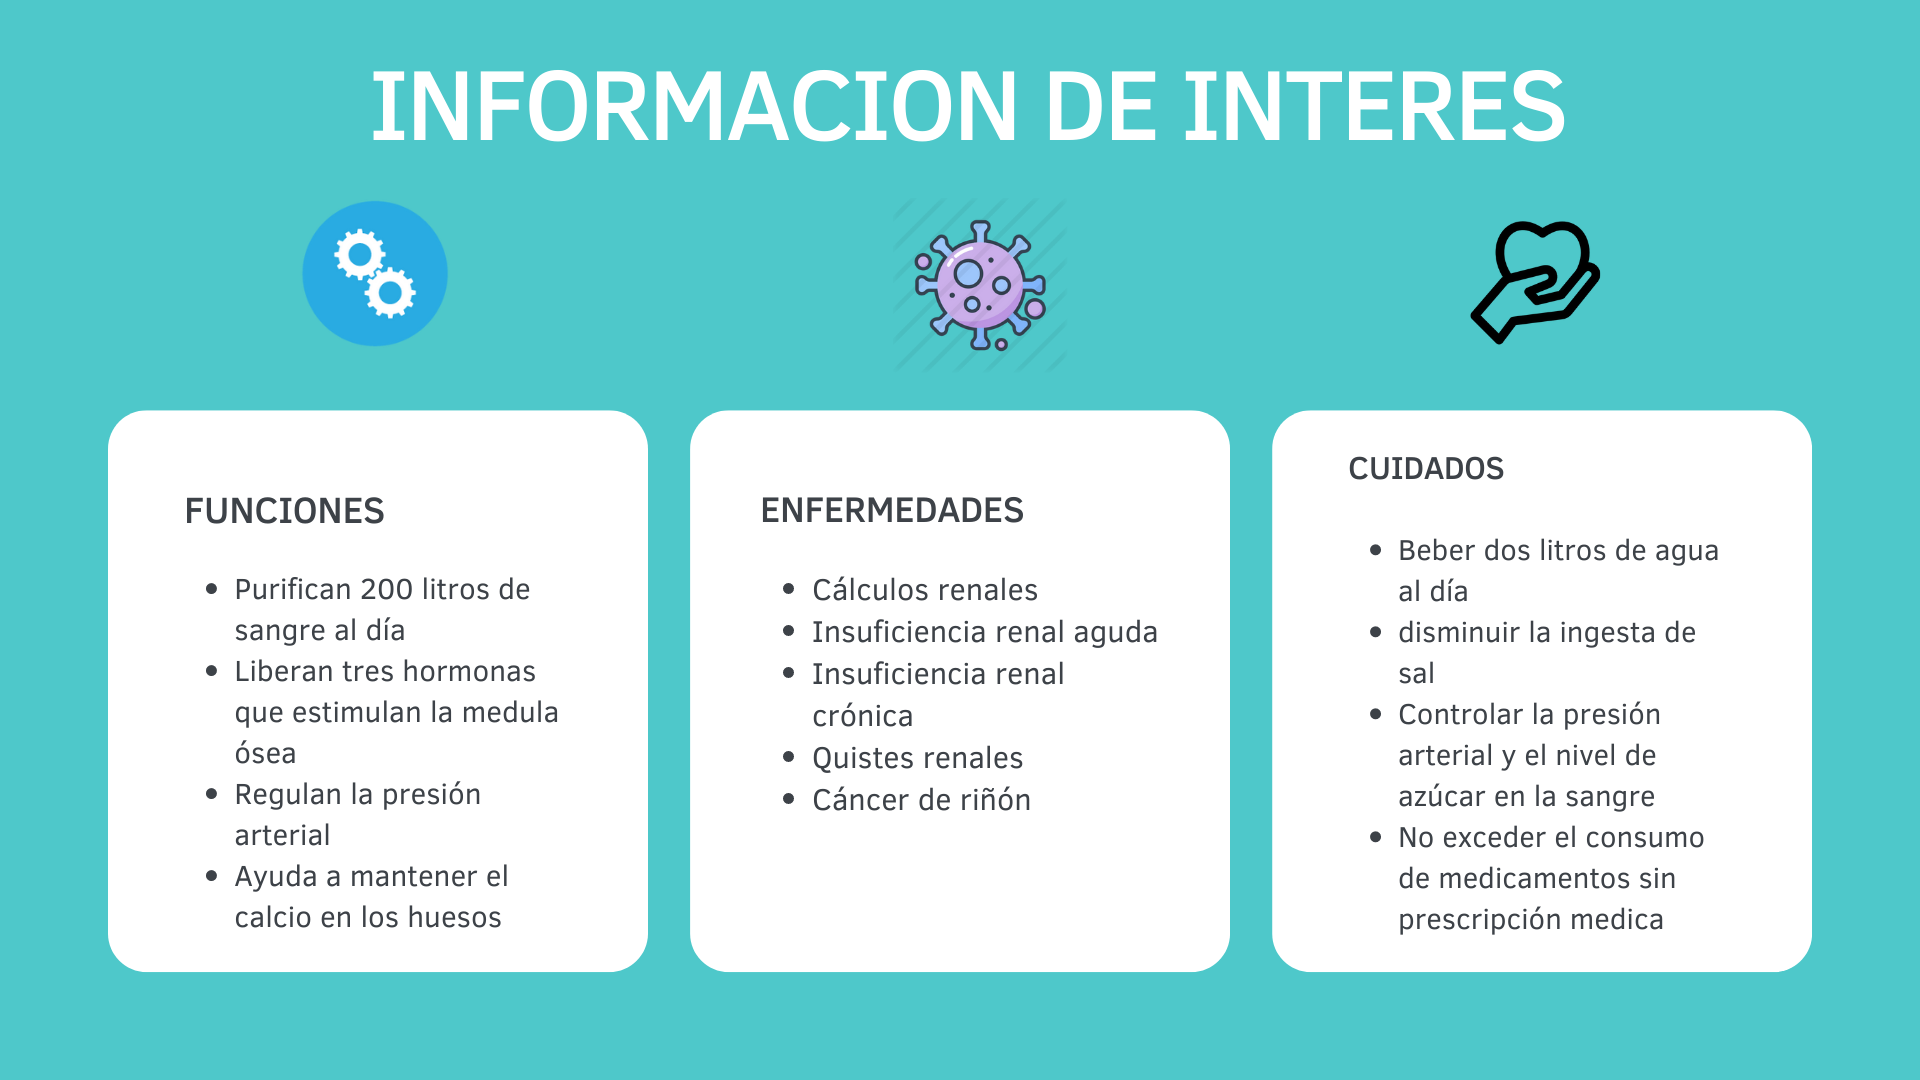 INFORMACION DE INTERES
FUNCIONES
Purifican 200 litros de
sangre al día
Liberan tres hormonas
que estimulan la medula
ósea
Regulan la presión
arterial
Ayuda a mantener el
calcio en los huesos
ENFERMEDADES
Cálculos renales
Insuficiencia renal aguda
Insuficiencia renal
crónica
Quistes renales
Cáncer de riñón
CUIDADOS
Beber dos litros de agua
al día
disminuir la ingesta de
sal
Controlar la presión
arterial y el nivel de
azúcar en la sangre
No exceder el consumo
de medicamentos sin
prescripción medica